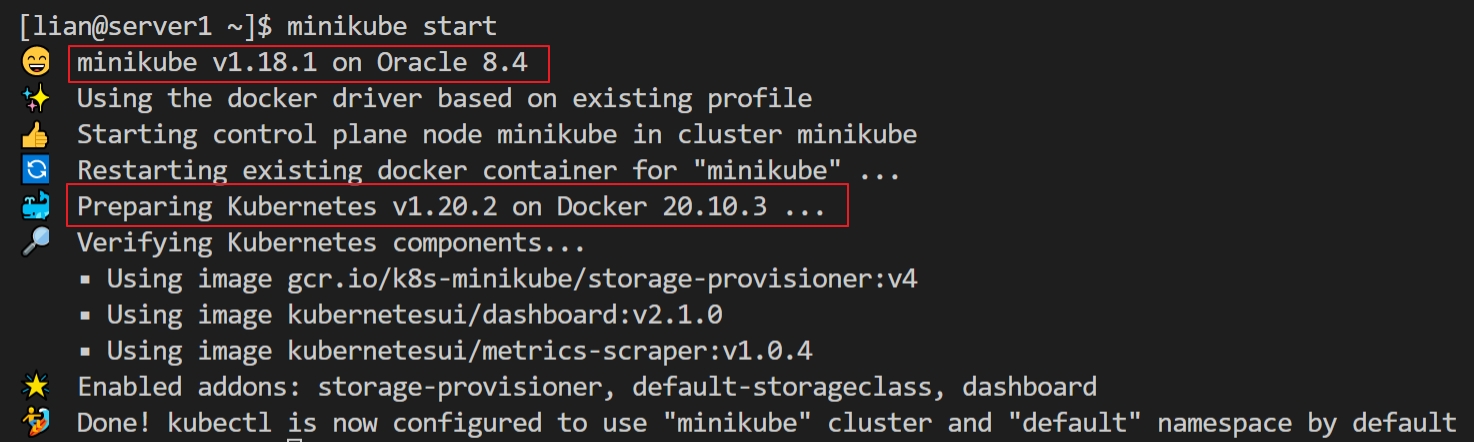 [lian@server1 ~]$ minikube start
😄 minikube v1.18.1 on Oracle 8.4
✨ Using the docker driver based on existing profile
👍 Starting control plane node minikube in cluster minikube
🔄 Restarting existing docker container for "minikube" ...
🐳 Preparing Kubernetes v1.20.2 on Docker 20.10.3 ...
🔎 Verifying Kubernetes components...
▪ Using image gcr.io/k8s-minikube/storage-provisioner:v4
▪ Using image kubernetesui/dashboard:v2.1.0
▪ Using image kubernetesui/metrics-scraper:v1.0.4
🌟 Enabled addons: storage-provisioner, default-storageclass, dashboard
🏄 Done! kubectl is now configured to use "minikube" cluster and "default" namespace by default